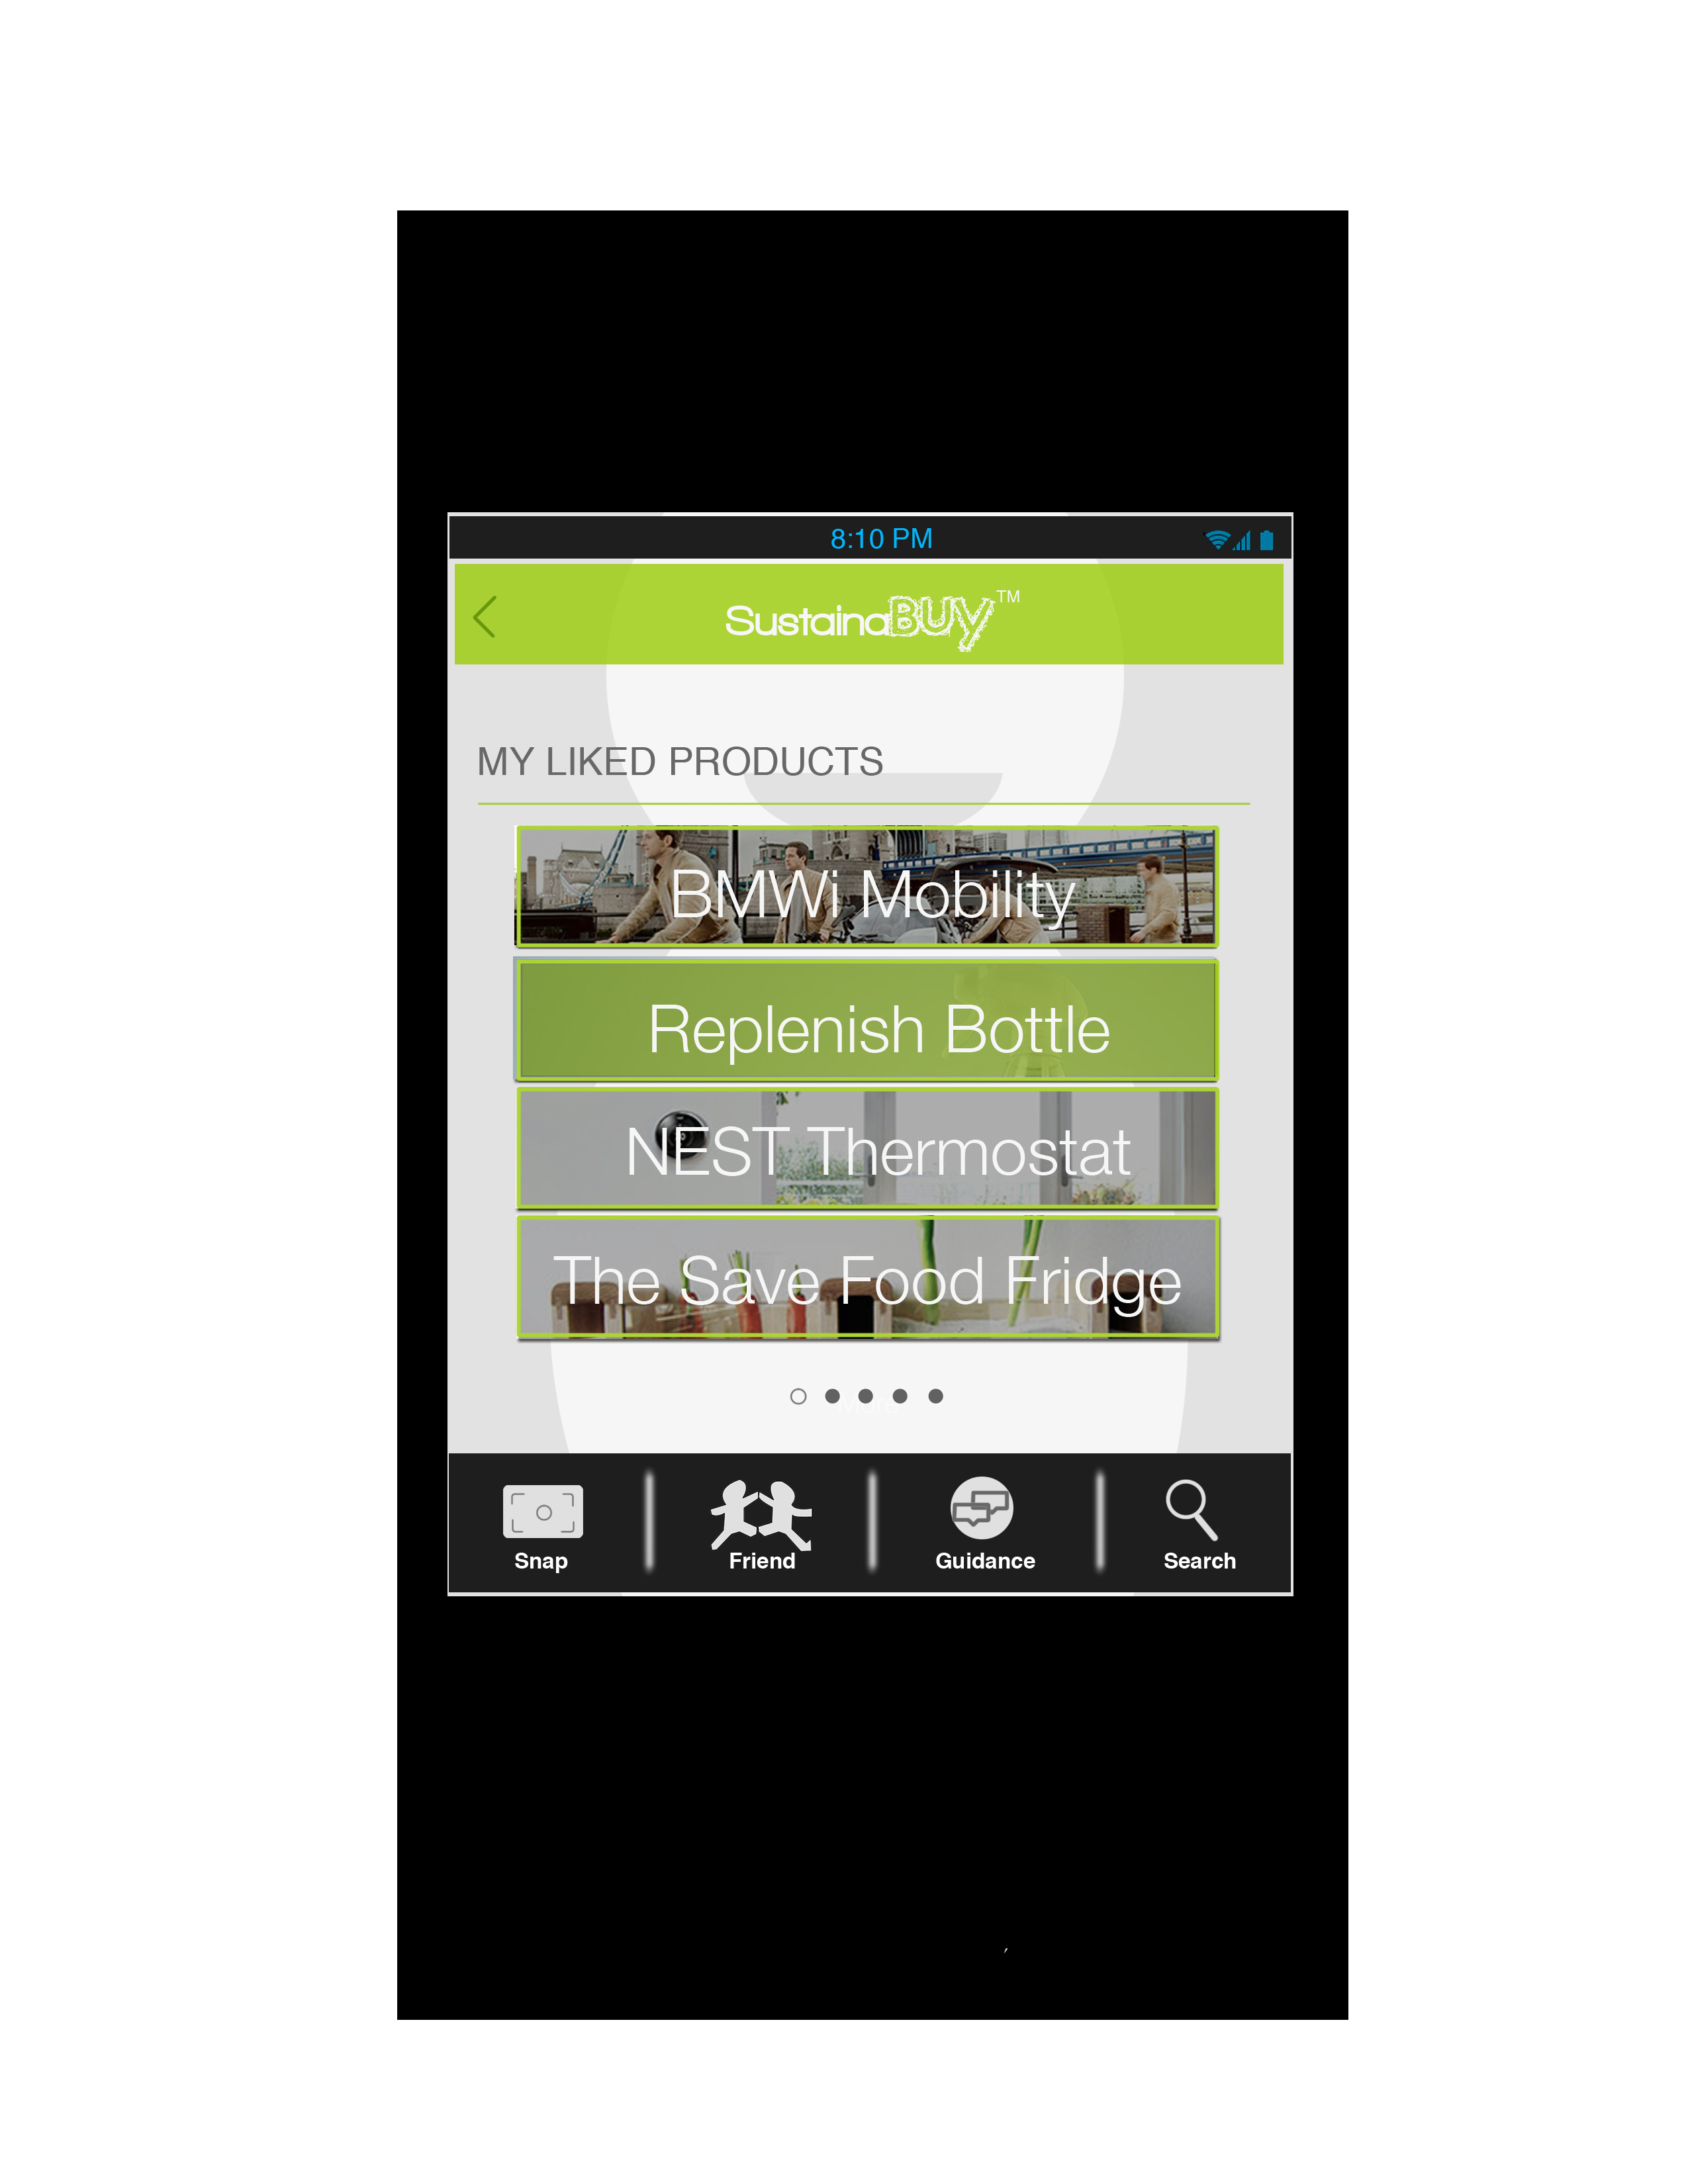 8:10 PM
SustainaBUY™
MY LIKED PRODUCTS
BMWi Mobility
Replenish Bottle
NEST Thermostat
The Save Food Fridge
Snap
Friend
Guidance
Search